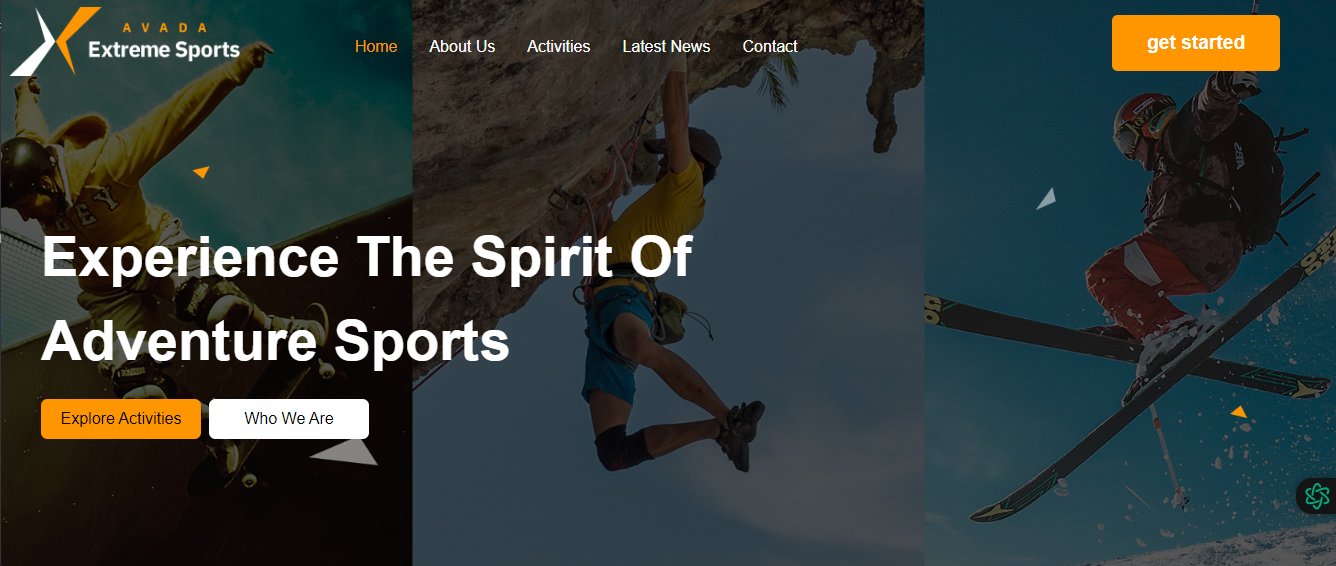 AVADA
Extreme Sports
Home About Us Activities Latest News Contact
get started
Experience The Spirit Of
Adventure Sports
Explore Activities Who We Are